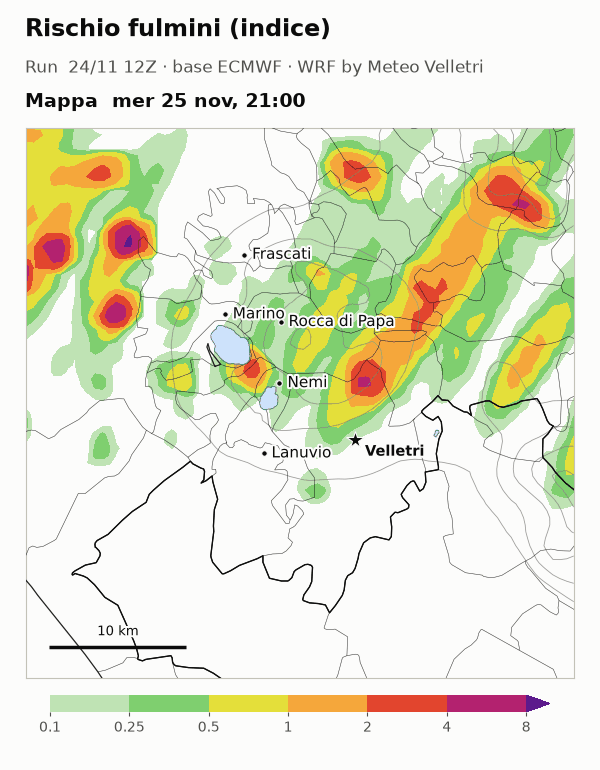 Rischio fulmini (indice)
Run  24/11 12Z · base ECMWF · WRF by Meteo Velletri
Mappa  mer 25 nov, 21:00
Frascati
Marino
Rocca di Papa
Nemi
Velletri
Lanuvio
10 km
0.1 0.25 0.5 1 2 4 8